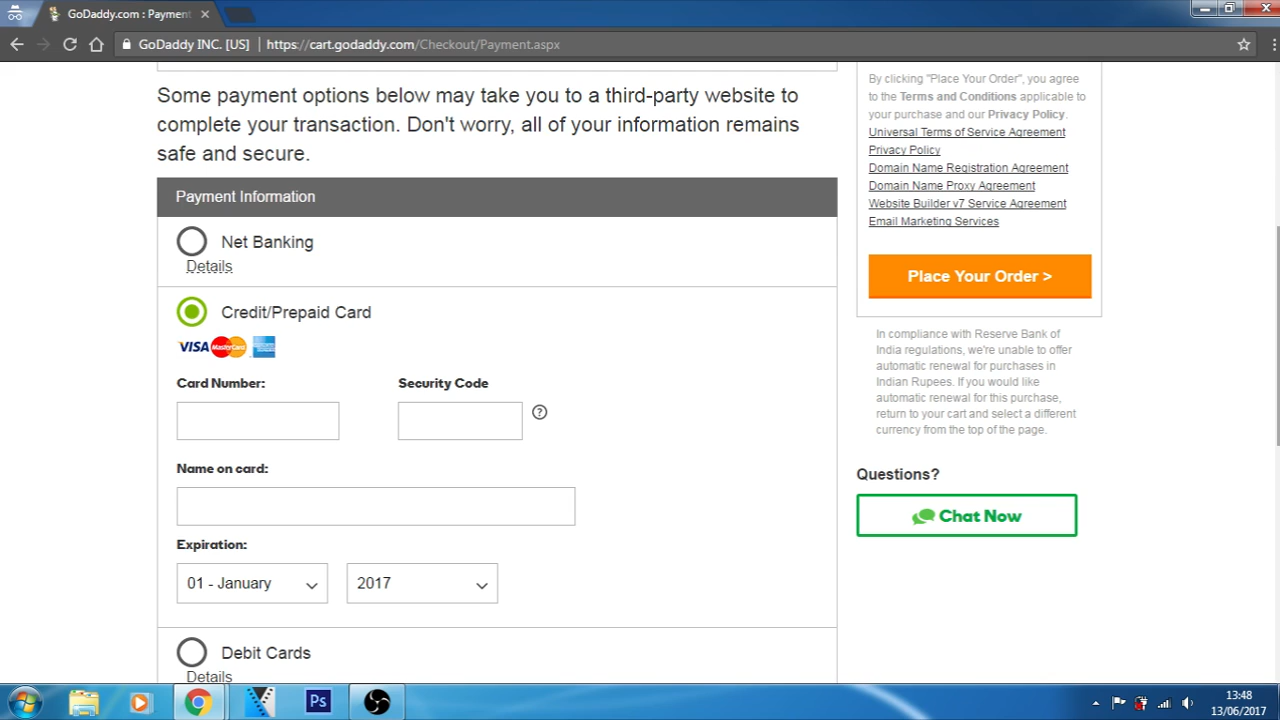 GoDaddy.com : Payment
GoDaddy INC. [US] https://cart.godaddy.com/Checkout/Payment.aspx
Some payment options below may take you to a third-party website to
complete your transaction. Don't worry, all of your information remains
safe and secure.
Payment Information
Net Banking
Details
Credit/Prepaid Card
VISA MasterCard
Card Number:
Security Code
?
Name on card:
Expiration:
01 - January
2017
Debit Cards
Details
By clicking "Place Your Order", you agree
to the Terms and Conditions applicable to
your purchase and our Privacy Policy.
Universal Terms of Service Agreement
Privacy Policy
Domain Name Registration Agreement
Domain Name Proxy Agreement
Website Builder v7 Service Agreement
Email Marketing Services
Place Your Order >
In compliance with Reserve Bank of
India regulations, we're unable to offer
automatic renewal for purchases in
Indian Rupees. If you would like
automatic renewal for this purchase,
return to your cart and select a different
currency from the top of the page.
Questions?
Chat Now
Ps
13:48
13/06/2017